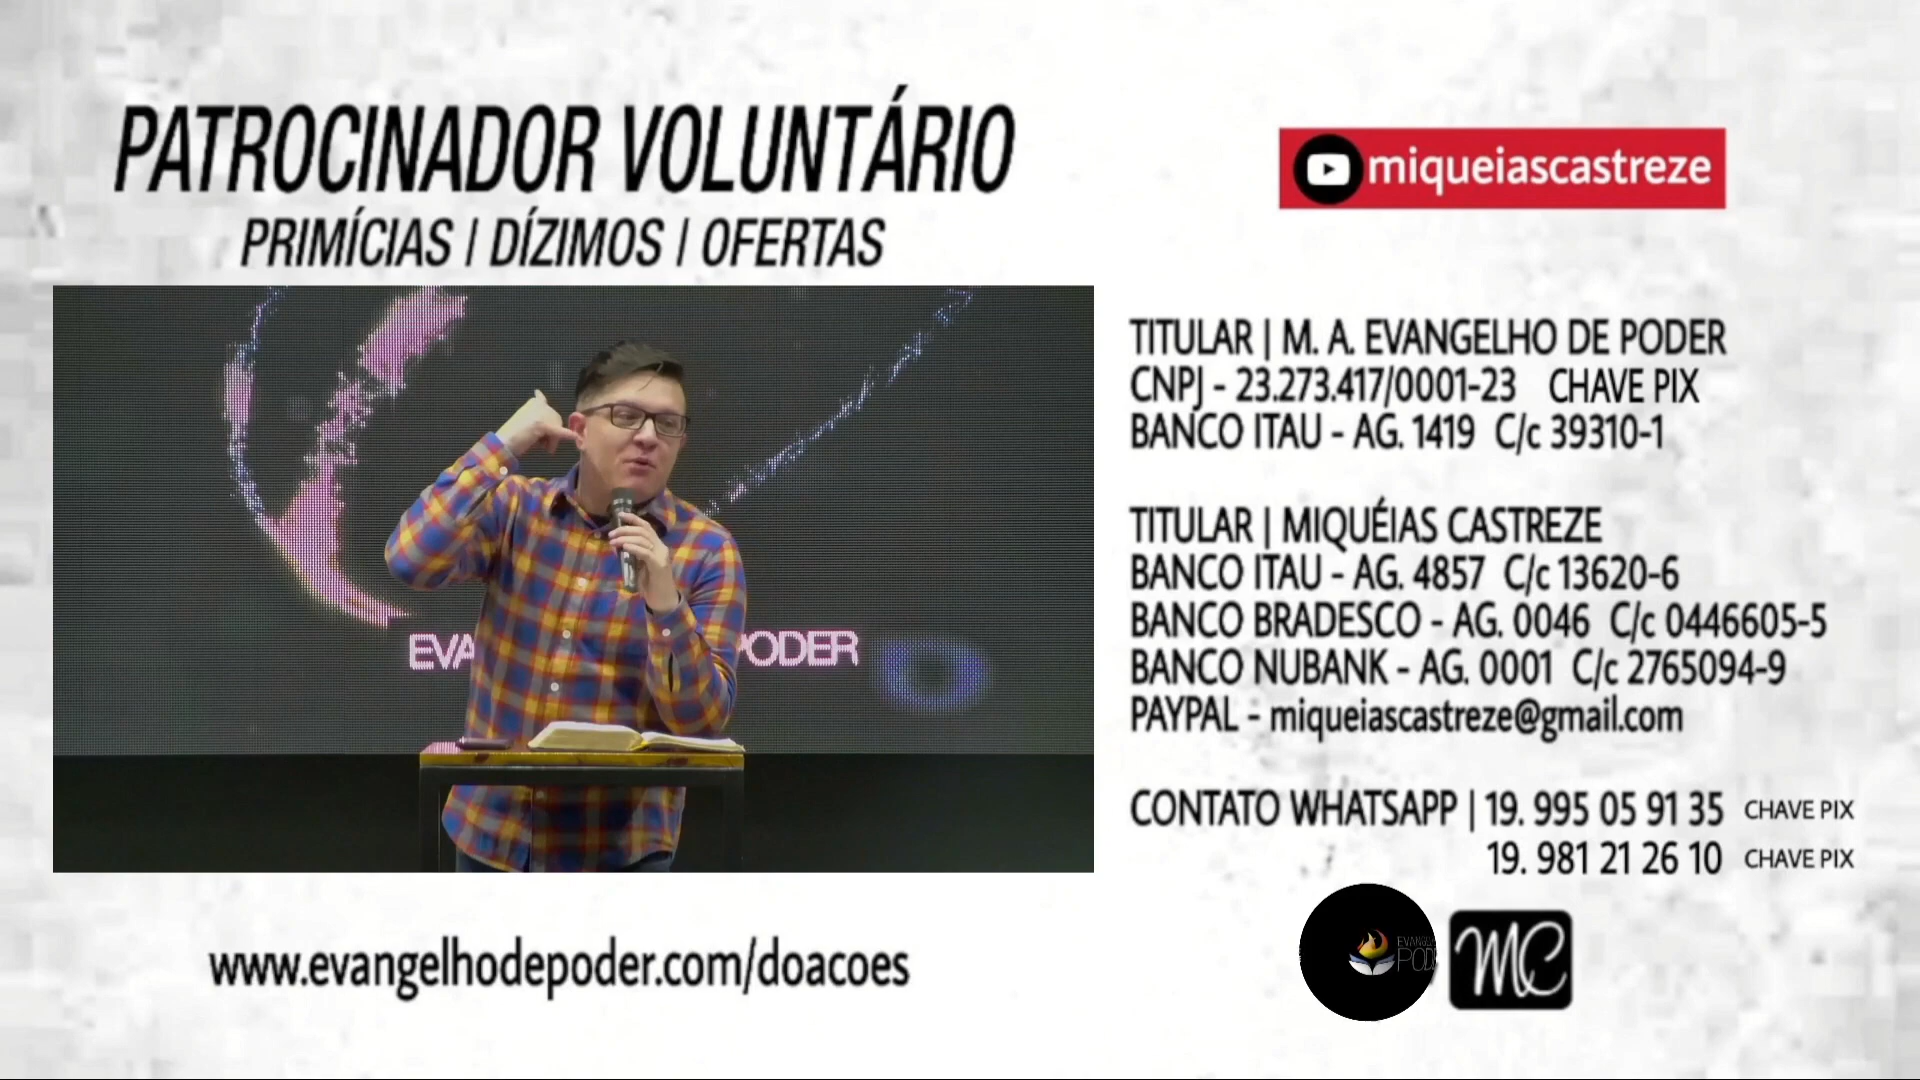 PATROCINADOR VOLUNTÁRIO
PRIMÍCIAS / DÍZIMOS / OFERTAS
EVA PODER
www.evangelhodepoder.com/doacoes
miqueiascastreze
TITULAR | M. A. EVANGELHO DE PODER
CNPJ - 23.273.417/0001-23 CHAVE PIX
BANCO ITAU - AG. 1419 C/c 39310-1
TITULAR | MIQUÉIAS CASTREZE
BANCO ITAU - AG. 4857 C/c 13620-6
BANCO BRADESCO - AG. 0046 C/c 0446605-5
BANCO NUBANK - AG. 0001 C/c 2765094-9
PAYPAL - miqueiascastreze@gmail.com
CONTATO WHATSAPP | 19. 995 05 91 35 CHAVE PIX
19. 981 21 26 10 CHAVE PIX
MC